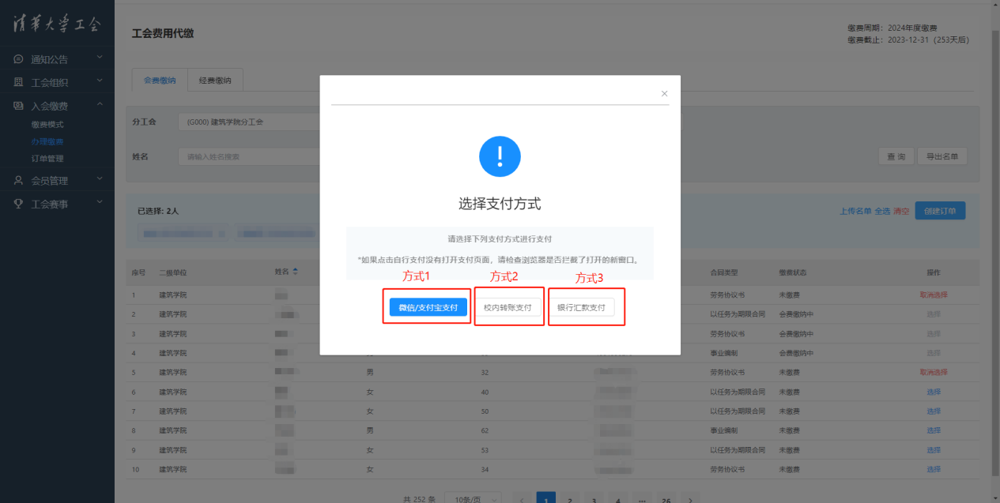 清华大学工会
通知公告
工会组织
入会缴费
缴费模式
办理缴费
订单管理
会员管理
工会赛事
工会费用代缴
缴费周期：2024年度缴费
缴费截止：2023-12-31（253天后）
会费缴纳 经费缴纳
分工会 (G000) 建筑学院分工会
姓名 请输入姓名搜索
查 询 导出名单
已选择: 2人
上传名单 全选 清空 创建订单
选择支付方式
请选择下列支付方式进行支付
*如果点击自行支付没有打开支付页面，请检查浏览器是否拦截了打开的新窗口。
方式1 方式2 方式3
微信/支付宝支付 校内转账支付 银行汇款支付
序号 二级单位 姓名 合同类型 缴费状态 操作
1 建筑学院 劳务协议书 未缴费 取消选择
2 建筑学院 以任务为期限合同 会费缴纳中 选择
3 建筑学院 劳务协议书 会费缴纳中 选择
4 建筑学院 事业编制 会费缴纳中 选择
5 建筑学院 男 32 劳务协议书 未缴费 取消选择
6 建筑学院 女 40 以任务为期限合同 未缴费 选择
7 建筑学院 女 50 以任务为期限合同 未缴费 选择
8 建筑学院 男 62 事业编制 未缴费 选择
9 建筑学院 女 53 以任务为期限合同 未缴费 选择
10 建筑学院 女 34 劳务协议书 未缴费 选择
共 252 条 10条/页 1 2 3 4 ••• 26